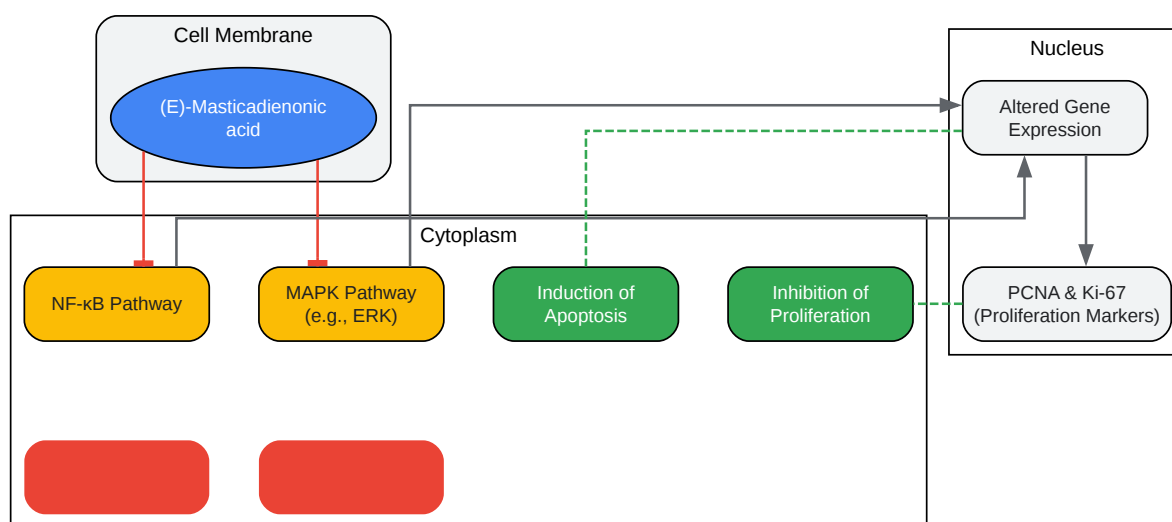 Cell Membrane
(E)-Masticadienonic
acid
Nucleus
Altered Gene
Expression
Cytoplasm
NF-κB Pathway
MAPK Pathway
(e.g., ERK)
Induction of
Apoptosis
Inhibition of
Proliferation
PCNA & Ki-67
(Proliferation Markers)